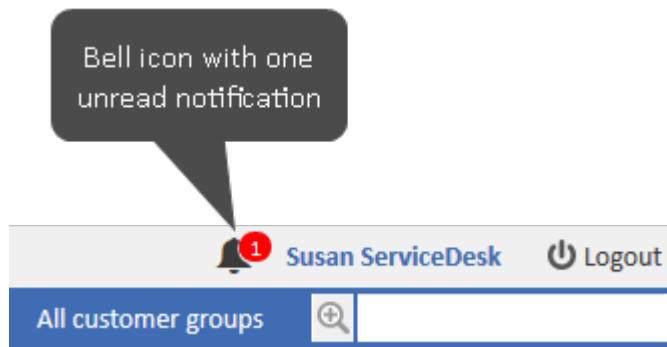 Bell icon with one
unread notification
1 Susan ServiceDesk Logout
All customer groups